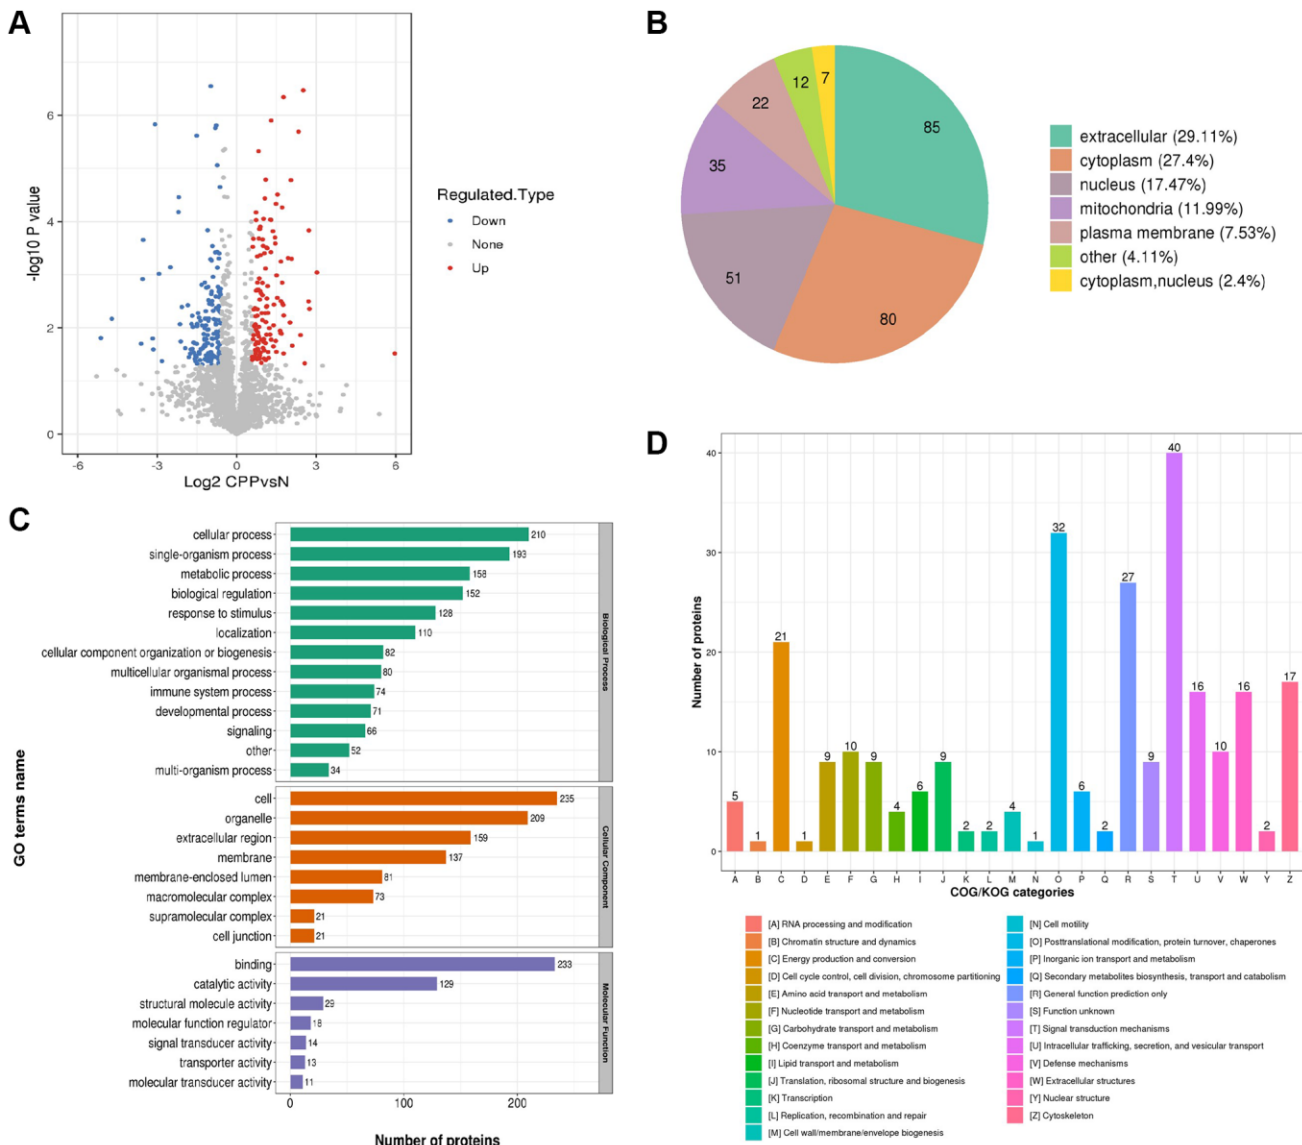 A
-log10 P value
6
4
2
0
-6
-3
0
3
6
Log2 CPPvsN
Regulated.Type
Down
None
Up
B
85
80
51
35
22
12
7
extracellular (29.11%)
cytoplasm (27.4%)
nucleus (17.47%)
mitochondria (11.99%)
plasma membrane (7.53%)
other (4.11%)
cytoplasm,nucleus (2.4%)
C
GO terms name
cellular process 210
single-organism process 193
metabolic process 158
biological regulation 152
response to stimulus 128
localization 110
cellular component organization or biogenesis 82
multicellular organismal process 80
immune system process 74
developmental process 71
signaling 66
other 52
multi-organism process 34
Biological Process
cell 235
organelle 209
extracellular region 159
membrane 137
membrane-enclosed lumen 81
macromolecular complex 73
supramolecular complex 21
cell junction 21
Cellular Component
binding 233
catalytic activity 129
structural molecule activity 29
molecular function regulator 18
signal transducer activity 14
transporter activity 13
molecular transducer activity 11
Molecular Function
0 100 200
Number of proteins
D
Number of proteins
40
30
20
10
0
5 1 21 1 9 10 9 4 6 9 2 2 4 1 32 6 2 27 9 40 16 10 16 2 17
A B C D E F G H I J K L M N O P Q R S T U V W Y Z
COG/KOG categories
[A] RNA processing and modification
[B] Chromatin structure and dynamics
[C] Energy production and conversion
[D] Cell cycle control, cell division, chromosome partitioning
[E] Amino acid transport and metabolism
[F] Nucleotide transport and metabolism
[G] Carbohydrate transport and metabolism
[H] Coenzyme transport and metabolism
[I] Lipid transport and metabolism
[J] Translation, ribosomal structure and biogenesis
[K] Transcription
[L] Replication, recombination and repair
[M] Cell wall/membrane/envelope biogenesis
[N] Cell motility
[O] Posttranslational modification, protein turnover, chaperones
[P] Inorganic ion transport and metabolism
[Q] Secondary metabolites biosynthesis, transport and catabolism
[R] General function prediction only
[S] Function unknown
[T] Signal transduction mechanisms
[U] Intracellular trafficking, secretion, and vesicular transport
[V] Defense mechanisms
[W] Extracellular structures
[Y] Nuclear structure
[Z] Cytoskeleton